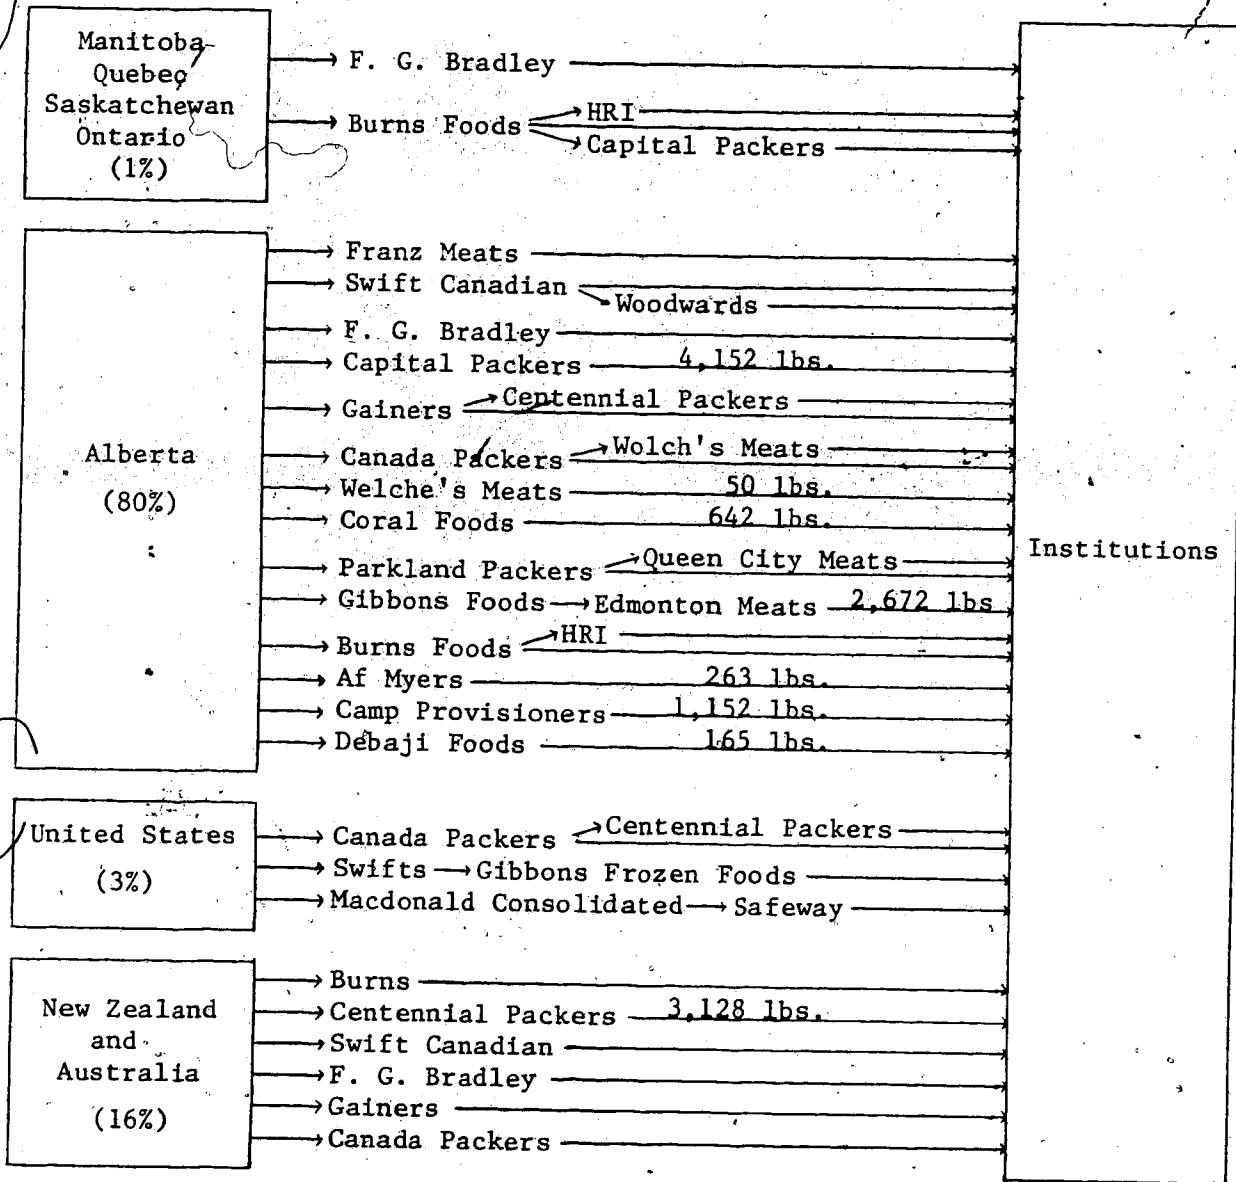 Manitoba-
Quebec
Saskatchewan
Ontario
(1%)
F. G. Bradley
Burns Foods
HRI
Capital Packers
Alberta
(80%)
Franz Meats
Swift Canadian
Woodwards
F. G. Bradley
Capital Packers 4,152 lbs.
Gainers
Centennial Packers
Canada Packers
Wolch's Meats
Welche's Meats 50 lbs.
Coral Foods 642 lbs.
Parkland Packers
Queen City Meats
Gibbons Foods Edmonton Meats 2,672 lbs
Burns Foods
HRI
Af Myers 263 lbs.
Camp Provisioners 1,152 lbs.
Debaji Foods 165 lbs.
United States
(3%)
Canada Packers
Centennial Packers
Swifts Gibbons Frozen Foods
Macdonald Consolidated Safeway
New Zealand
and
Australia
(16%)
Burns
Centennial Packers 3,128 lbs.
Swift Canadian
F. G. Bradley
Gainers
Canada Packers
Institutions